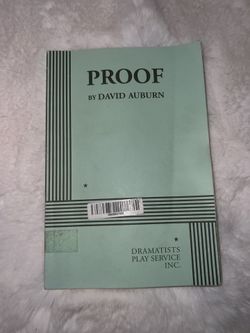 PROOF
BY DAVID AUBURN
DRAMATISTS
PLAY SERVICE
INC.